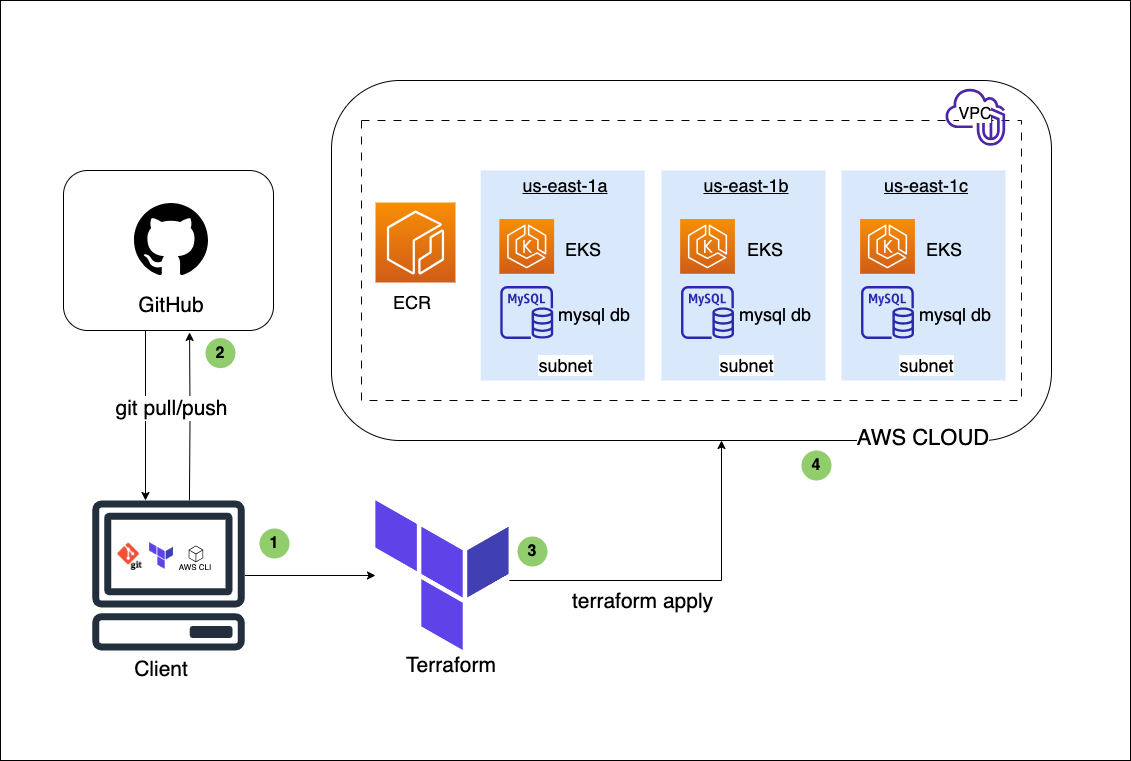 VPC
us-east-1a
us-east-1b
us-east-1c
EKS
EKS
EKS
MySQL
mysql db
MySQL
mysql db
MySQL
mysql db
subnet
subnet
subnet
ECR
GitHub
2
git pull/push
AWS CLOUD
4
1
3
git
AWS CLI
terraform apply
Client
Terraform